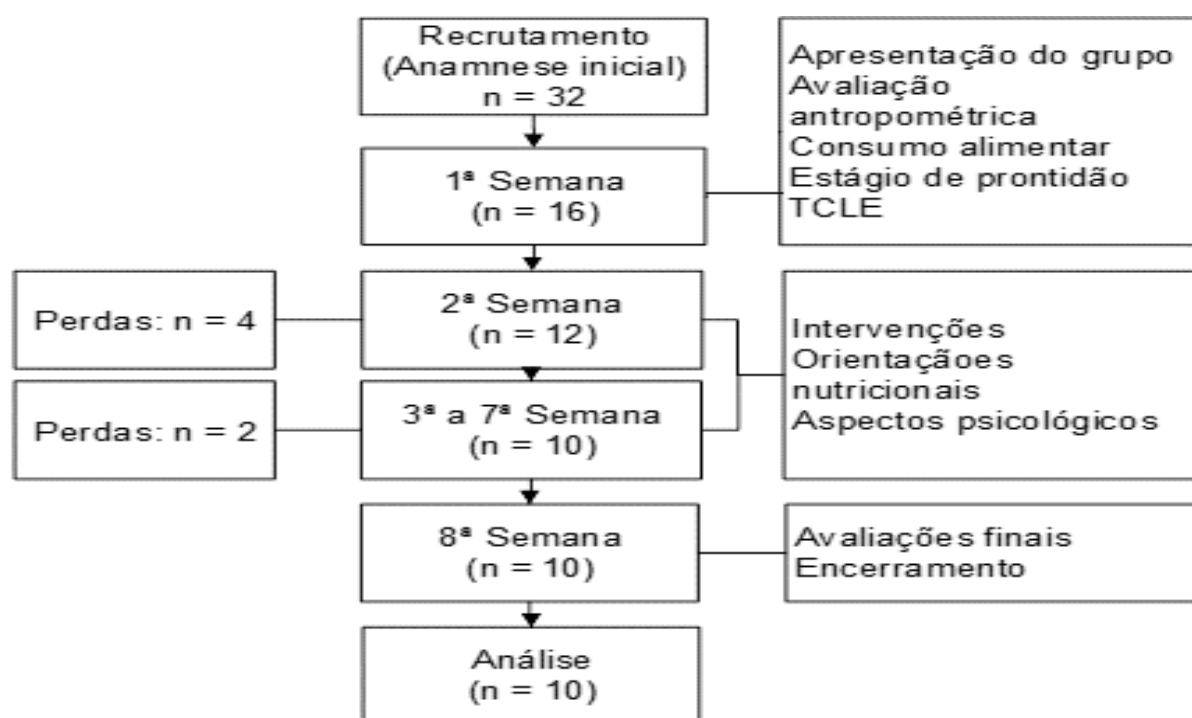 Recrutamento
(Anamnese inicial)
n = 32
Apresentação do grupo
Avaliação
antropométrica
Consumo alimentar
Estágio de prontidão
TCLE
1ª Semana
(n = 16)
Perdas: n = 4
2ª Semana
(n = 12)
Intervenções
Orientaçãoes
nutricionais
Aspectos psicológicos
Perdas: n = 2
3ª a 7ª Semana
(n = 10)
8ª Semana
(n = 10)
Avaliações finais
Encerramento
Análise
(n = 10)